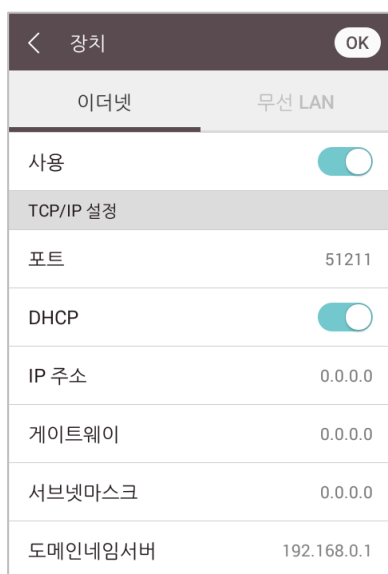 장치 OK
이더넷 무선 LAN
사용
TCP/IP 설정
포트 51211
DHCP
IP 주소 0.0.0.0
게이트웨이 0.0.0.0
서브넷마스크 0.0.0.0
도메인네임서버 192.168.0.1